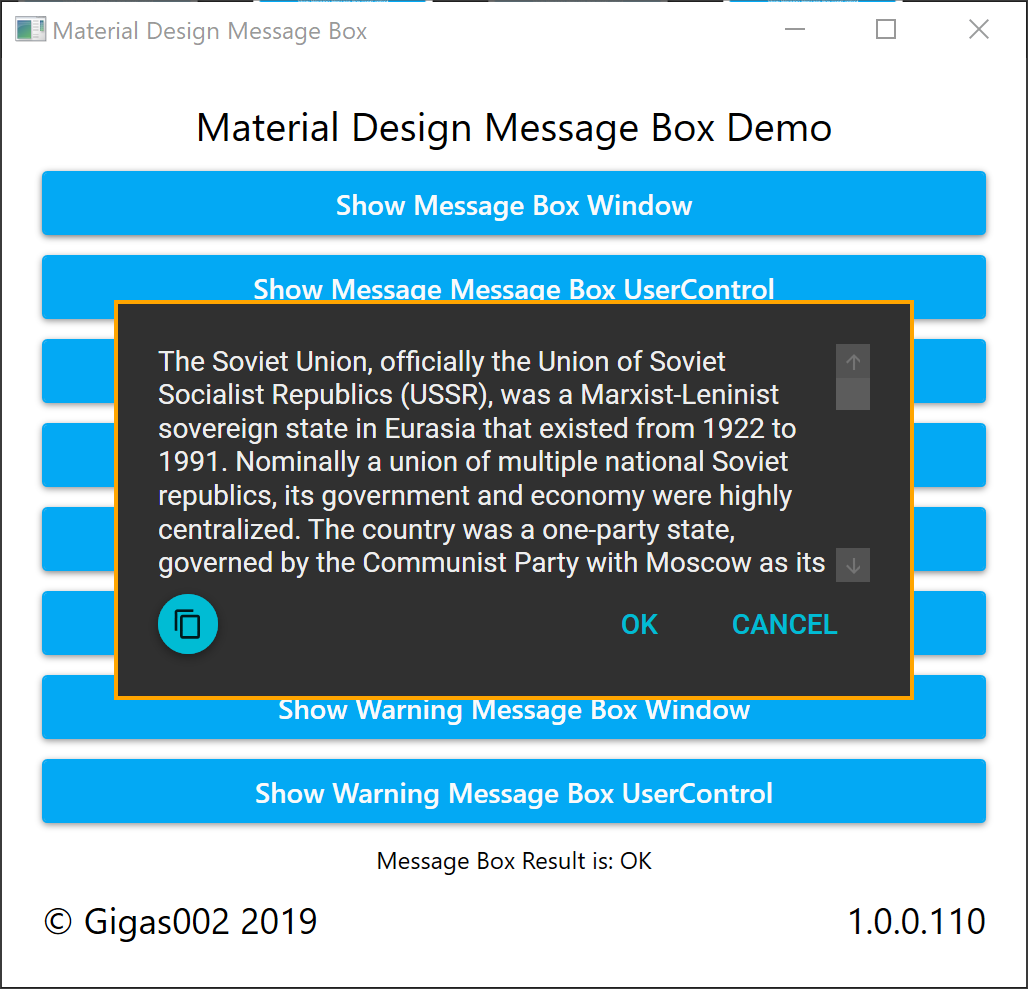 Material Design Message Box
Material Design Message Box Demo
Show Message Box Window
Show Message Message Box UserControl
The Soviet Union, officially the Union of Soviet
Socialist Republics (USSR), was a Marxist-Leninist
sovereign state in Eurasia that existed from 1922 to
1991. Nominally a union of multiple national Soviet
republics, its government and economy were highly
centralized. The country was a one-party state,
governed by the Communist Party with Moscow as its
OK CANCEL
Show Warning Message Box Window
Show Warning Message Box UserControl
Message Box Result is: OK
© Gigas002 2019 1.0.0.110